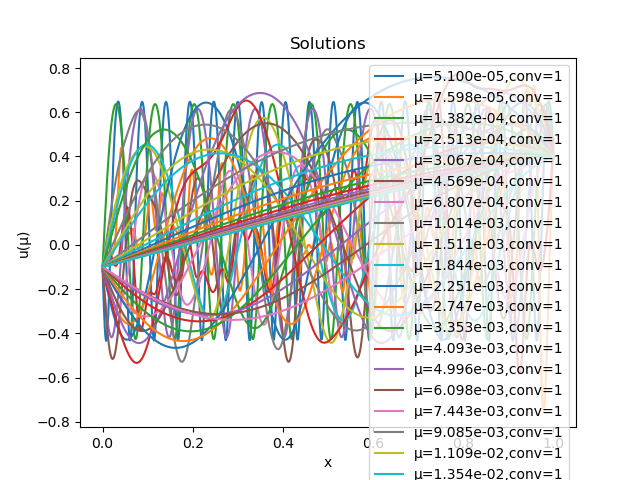 Solutions
u(μ)
0.8
0.6
0.4
0.2
0.0
−0.2
−0.4
−0.6
−0.8
μ=5.100e-05,conv=1
μ=7.598e-05,conv=1
μ=1.382e-04,conv=1
μ=2.513e-04,conv=1
μ=3.067e-04,conv=1
μ=4.569e-04,conv=1
μ=6.807e-04,conv=1
μ=1.014e-03,conv=1
μ=1.511e-03,conv=1
μ=1.844e-03,conv=1
μ=2.251e-03,conv=1
μ=2.747e-03,conv=1
μ=3.353e-03,conv=1
μ=4.093e-03,conv=1
μ=4.996e-03,conv=1
μ=6.098e-03,conv=1
μ=7.443e-03,conv=1
μ=9.085e-03,conv=1
μ=1.109e-02,conv=1
μ=1.354e-02,conv=1
0.0 0.2 0.4 0.6 0.8 1.0
x